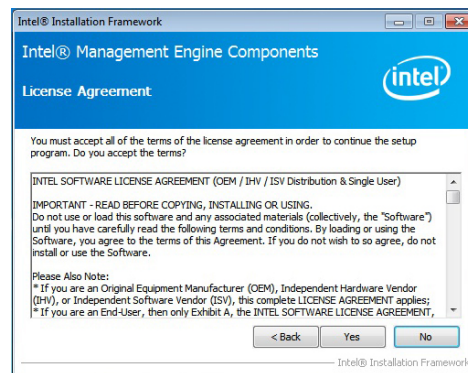 Intel® Installation Framework
Intel® Management Engine Components
License Agreement
intel
You must accept all of the terms of the license agreement in order to continue the setup
program. Do you accept the terms?
INTEL SOFTWARE LICENSE AGREEMENT (OEM / IHV / ISV Distribution & Single User)
IMPORTANT - READ BEFORE COPYING, INSTALLING OR USING.
Do not use or load this software and any associated materials (collectively, the "Software")
until you have carefully read the following terms and conditions. By loading or using the
Software, you agree to the terms of this Agreement. If you do not wish to so agree, do not
install or use the Software.
Please Also Note:
* If you are an Original Equipment Manufacturer (OEM), Independent Hardware Vendor
(IHV), or Independent Software Vendor (ISV), this complete LICENSE AGREEMENT applies;
* If you are an End-User, then only Exhibit A, the INTEL SOFTWARE LICENSE AGREEMENT,
< Back Yes No
Intel® Installation Framework